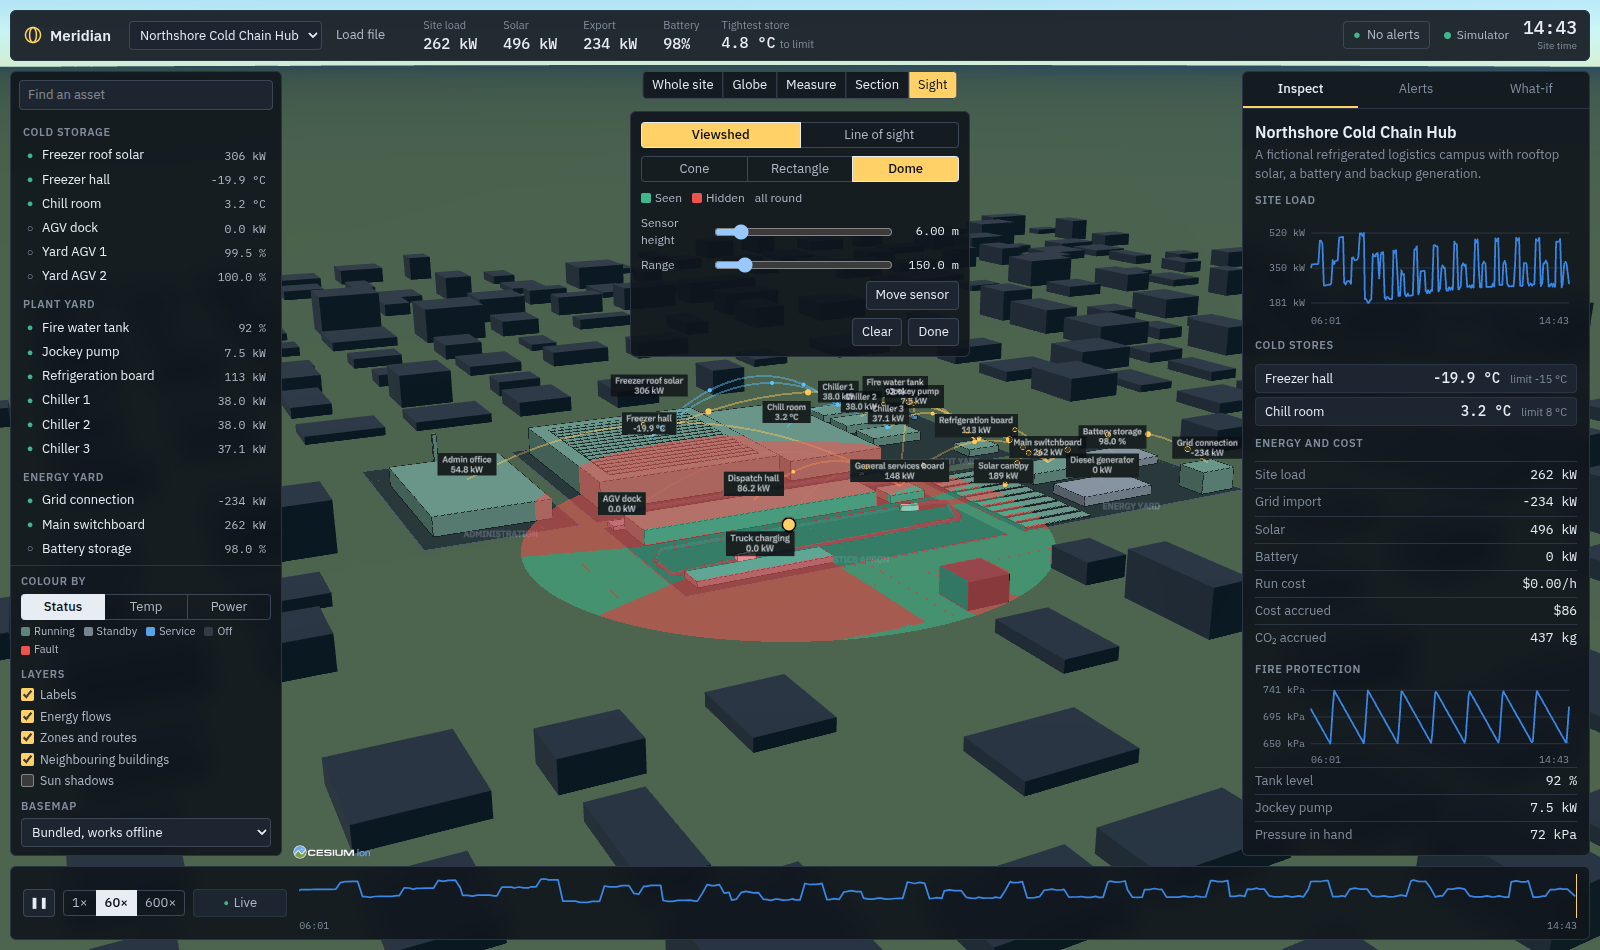 Meridian
Northshore Cold Chain Hub
Load file
Site load
262 kW
Solar
496 kW
Export
234 kW
Battery
98%
Tightest store
4.8 °C to limit
No alerts
Simulator
14:43
Site time
Find an asset
COLD STORAGE
Freezer roof solar 306 kW
Freezer hall -19.9 °C
Chill room 3.2 °C
AGV dock 0.0 kW
Yard AGV 1 99.5 %
Yard AGV 2 100.0 %
PLANT YARD
Fire water tank 92 %
Jockey pump 7.5 kW
Refrigeration board 113 kW
Chiller 1 38.0 kW
Chiller 2 38.0 kW
Chiller 3 37.1 kW
ENERGY YARD
Grid connection -234 kW
Main switchboard 262 kW
Battery storage 98.0 %
COLOUR BY
Status Temp Power
Running Standby Service Off
Fault
LAYERS
Labels
Energy flows
Zones and routes
Neighbouring buildings
Sun shadows
BASEMAP
Bundled, works offline
Whole site Globe Measure Section Sight
Viewshed Line of sight
Cone Rectangle Dome
Seen Hidden all round
Sensor height 6.00 m
Range 150.0 m
Move sensor
Clear Done
Freezer roof solar
306 kW
Freezer hall
-19.9 °C
Chill room
3.2 °C
Chiller 1
38.0 kW
Chiller 2
38.0 kW
Chiller 3
37.1 kW
Fire water tank
Jockey pump
7.5 kW
Refrigeration board
113 kW
Main switchboard
262 kW
Battery storage
98.0 %
Grid connection
-234 kW
Admin office
54.8 kW
AGV dock
0.0 kW
Dispatch hall
86.2 kW
General services board
148 kW
Solar canopy
189 kW
Diesel generator
0 kW
Truck charging
0.0 kW
ADMINISTRATION
ENERGY YARD
CESIUM ion
Inspect Alerts What-if
Northshore Cold Chain Hub
A fictional refrigerated logistics campus with rooftop
solar, a battery and backup generation.
SITE LOAD
520 kW
350 kW
181 kW
06:01 14:43
COLD STORES
Freezer hall -19.9 °C limit -15 °C
Chill room 3.2 °C limit 8 °C
ENERGY AND COST
Site load 262 kW
Grid import -234 kW
Solar 496 kW
Battery 0 kW
Run cost $0.00/h
Cost accrued $86
CO₂ accrued 437 kg
FIRE PROTECTION
741 kPa
695 kPa
650 kPa
06:01 14:43
Tank level 92 %
Jockey pump 7.5 kW
Pressure in hand 72 kPa
1× 60× 600× Live
06:01 14:43